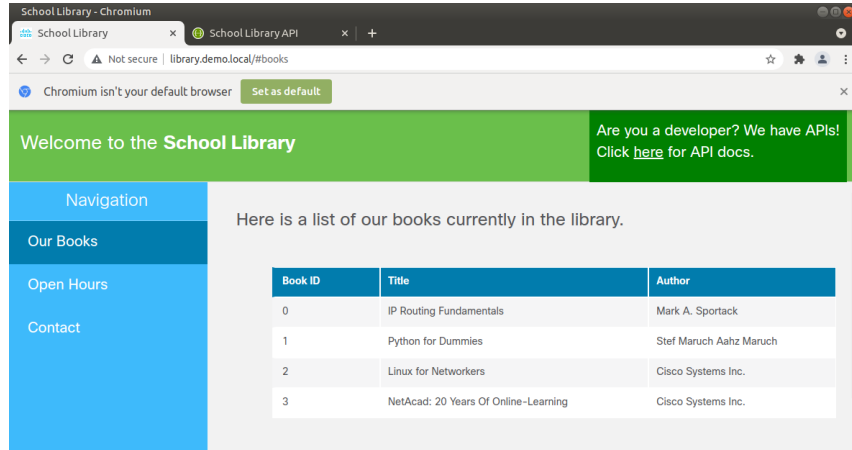 School Library - Chromium
School Library
School Library API
Not secure | library.demo.local/#books
Chromium isn't your default browser
Set as default
Welcome to the School Library
Are you a developer? We have APIs!
Click here for API docs.
Navigation
Our Books
Open Hours
Contact
Here is a list of our books currently in the library.
Book ID Title Author
0 IP Routing Fundamentals Mark A. Sportack
1 Python for Dummies Stef Maruch Aahz Maruch
2 Linux for Networkers Cisco Systems Inc.
3 NetAcad: 20 Years Of Online-Learning Cisco Systems Inc.